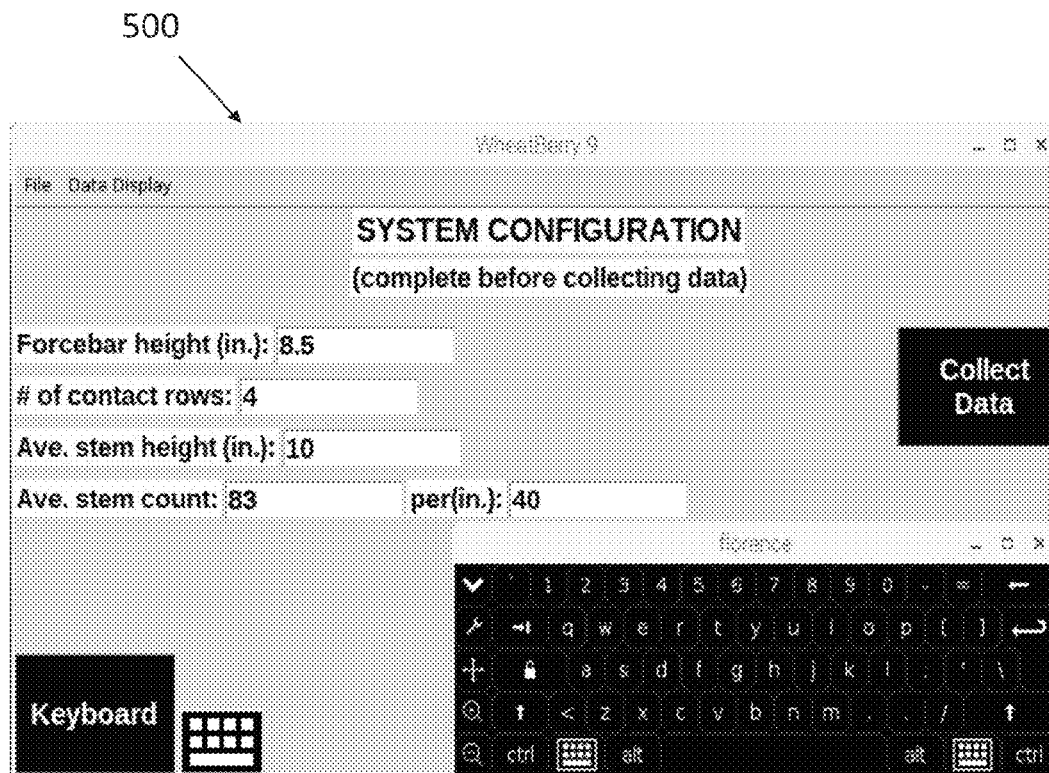 500
WheatBerry 9
File Data Display
SYSTEM CONFIGURATION
(complete before collecting data)
Forcebar height (in.): 8.5
# of contact rows: 4
Collect
Data
Ave. stem height (in.): 10
Ave. stem count: 83 per(in.): 40
florence
` 1 2 3 4 5 6 7 8 9 0 - =
q w e r t y u i o p [ ]
a s d f g h j k l ; ' \
Keyboard
< z x c v b n m . /
ctrl alt alt ctrl